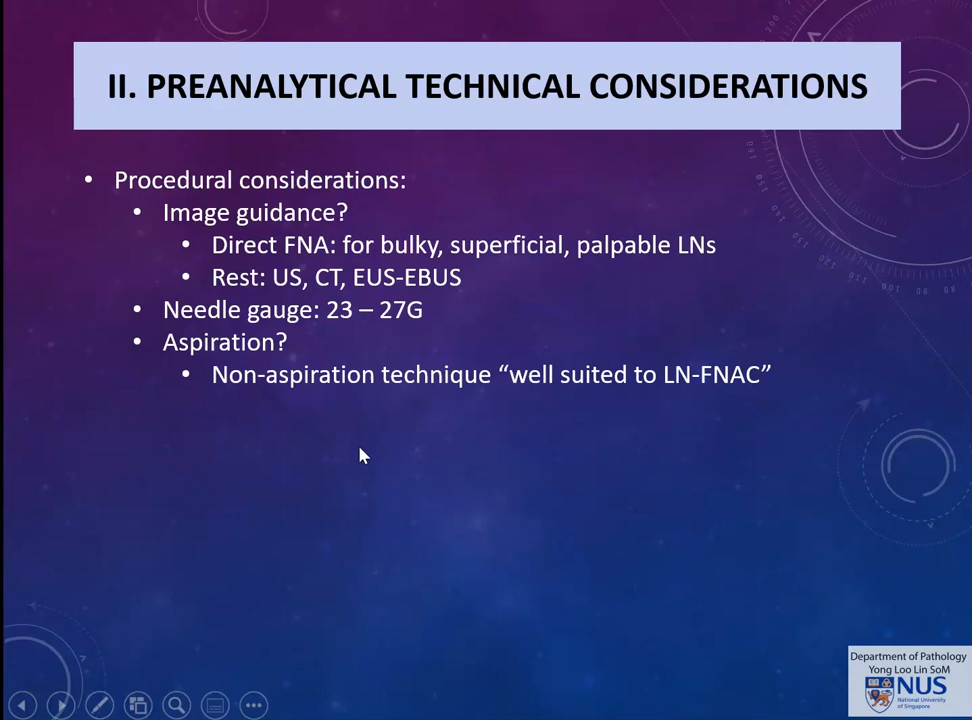 II. PREANALYTICAL TECHNICAL CONSIDERATIONS
• Procedural considerations:
• Image guidance?
• Direct FNA: for bulky, superficial, palpable LNs
• Rest: US, CT, EUS-EBUS
• Needle gauge: 23 – 27G
• Aspiration?
• Non-aspiration technique “well suited to LN-FNAC”
Department of Pathology
Yong Loo Lin SoM
NUS
National University
of Singapore